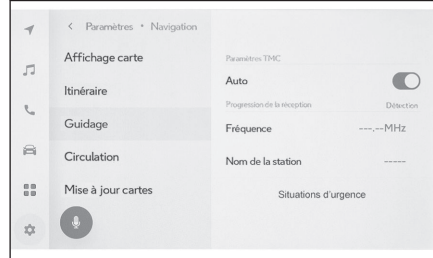 < Paramètres • Navigation
Affichage carte
Itinéraire
Guidage
Circulation
Mise à jour cartes
Paramètres TMC
Auto
Progression de la réception
Détection
Fréquence
---.--MHz
Nom de la station
-----
Situations d'urgence